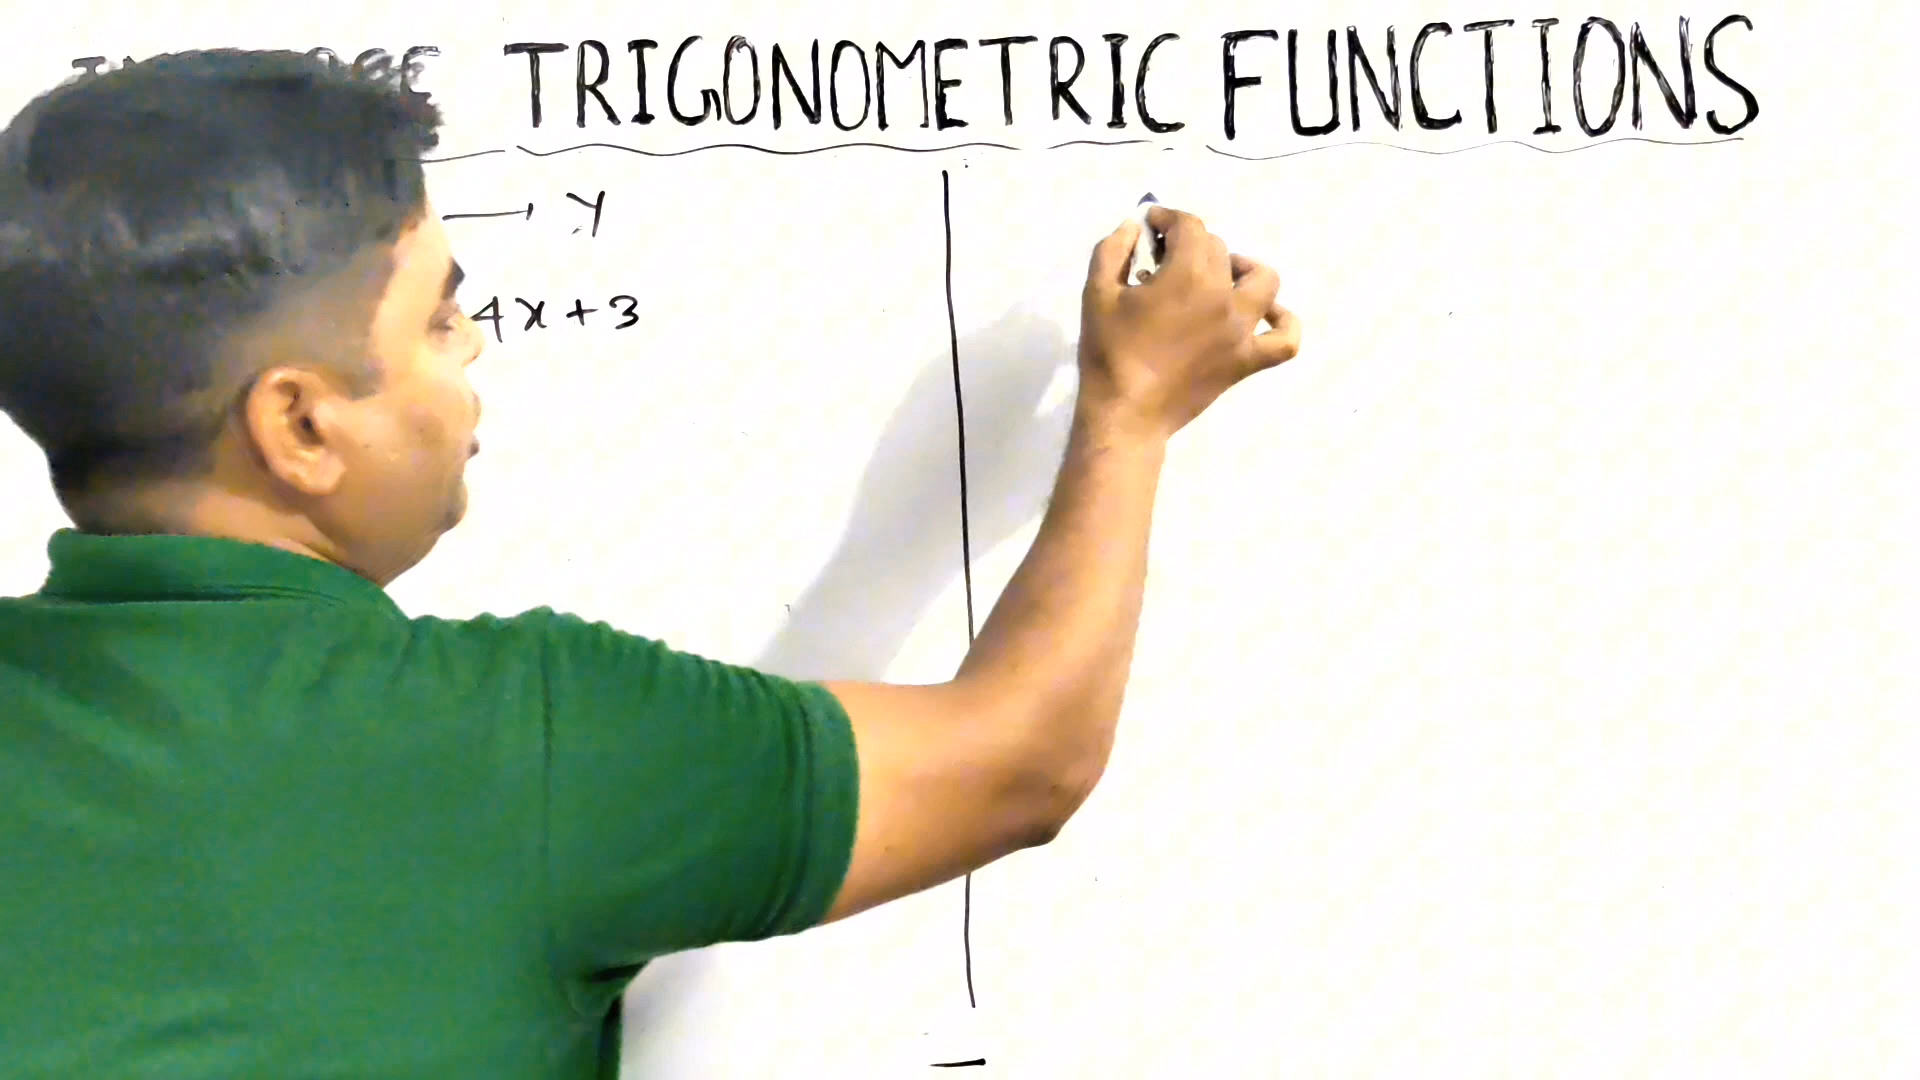 TRIGONOMETRIC FUNCTIONS
→ y
4x + 3